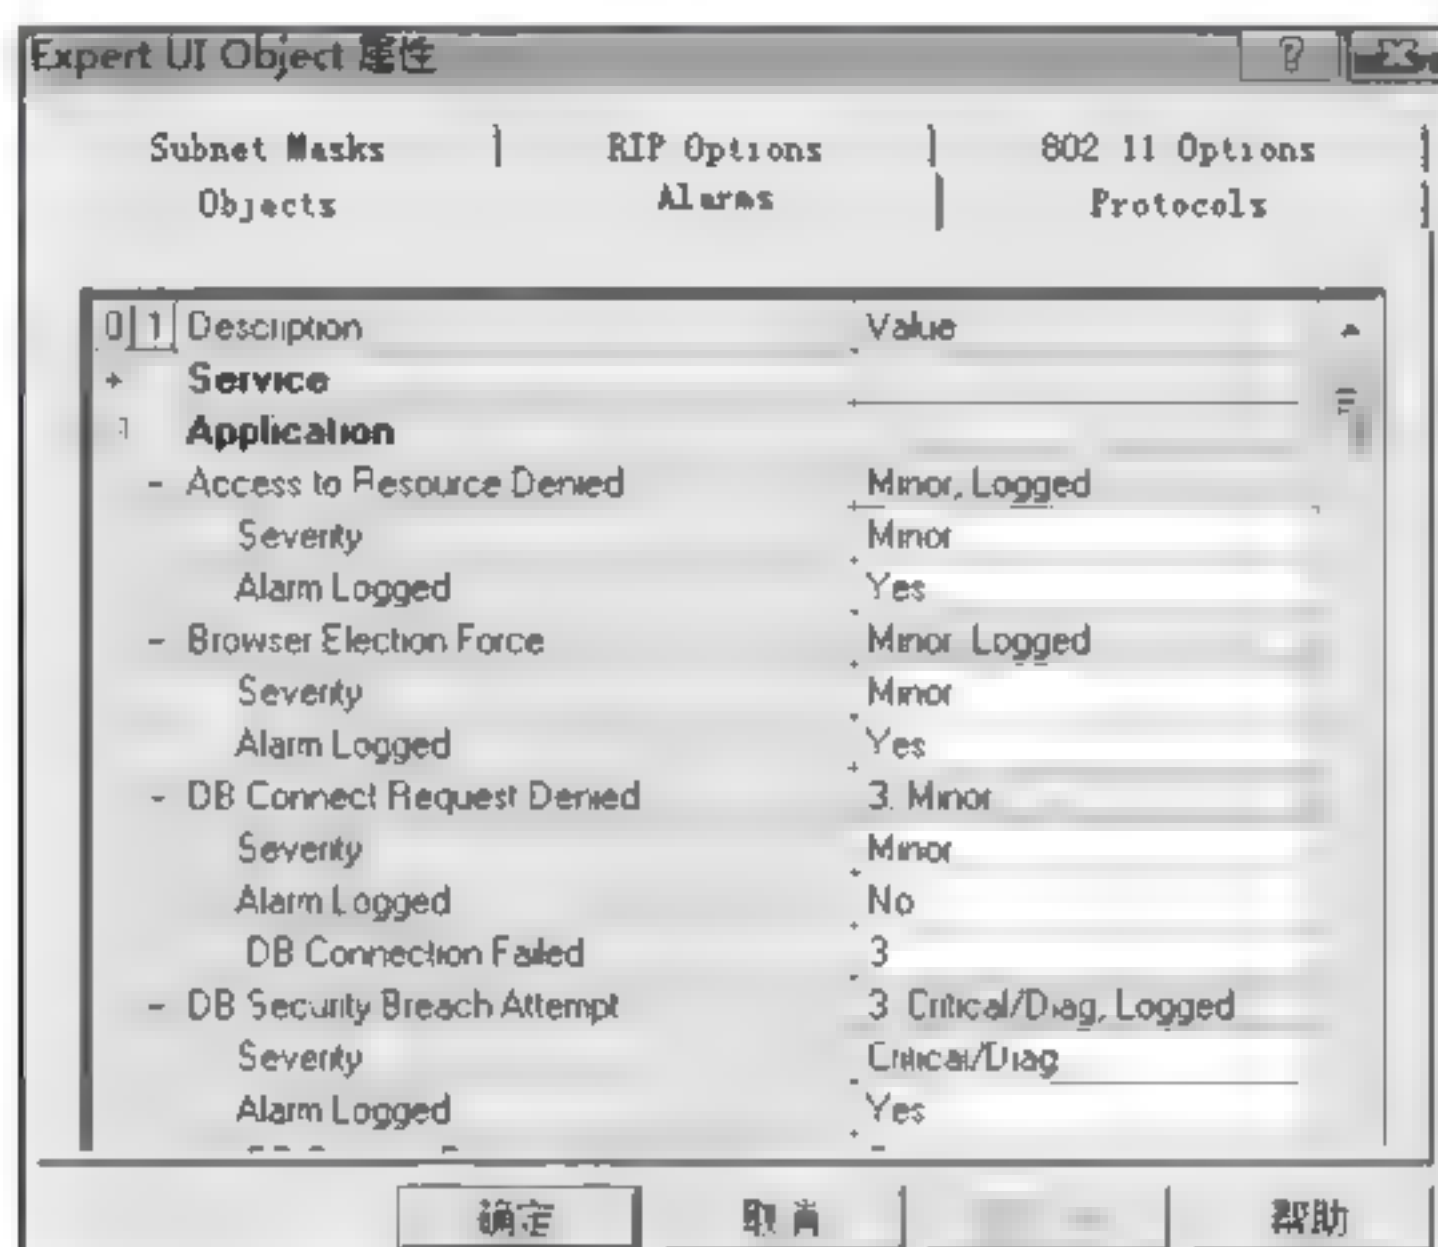 Expert UI Object 属性
Subnet Masks RIP Options 802 11 Options
Objects Alarms Protocols
0 1 Description Value
Service
Application
- Access to Resource Denied Minor, Logged
Severity Minor
Alarm Logged Yes
- Browser Election Force Minor, Logged
Severity Minor
Alarm Logged Yes
- DB Connect Request Denied 3. Minor
Severity Minor
Alarm Logged No
DB Connection Failed 3
- DB Security Breach Attempt 3 Critical/Diag, Logged
Severity Critical/Diag
Alarm Logged Yes
确定 取消 帮助